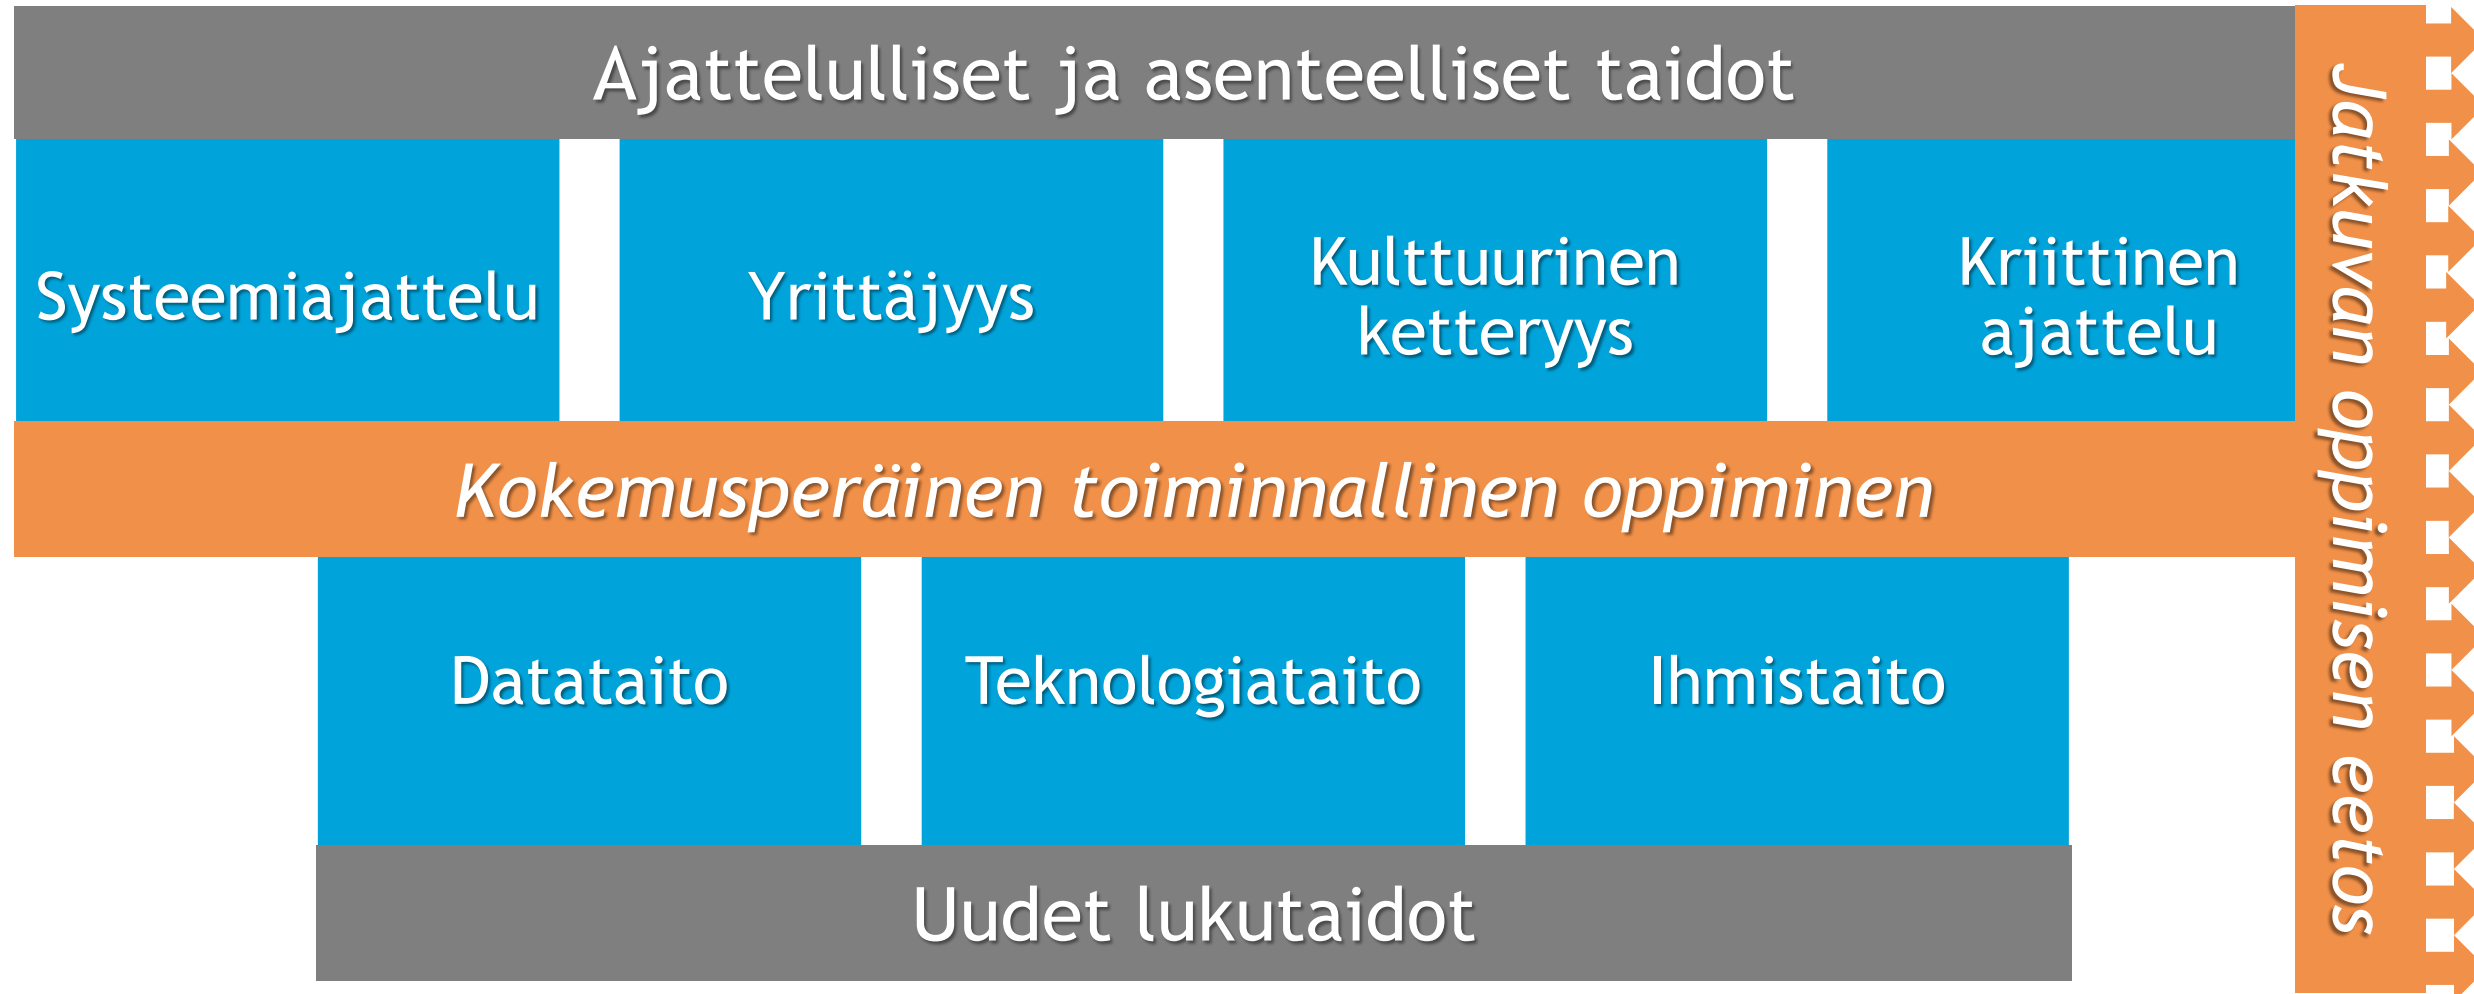 Ajattelulliset ja asenteelliset taidot
Systeemiajattelu
Yrittäjyys
Kulttuurinen
ketteryys
Kriittinen
ajattelu
Kokemusperäinen toiminnallinen oppiminen
Datataito
Teknologiataito
Ihmistaito
Uudet lukutaidot
Jatkuvan oppimisen eetos